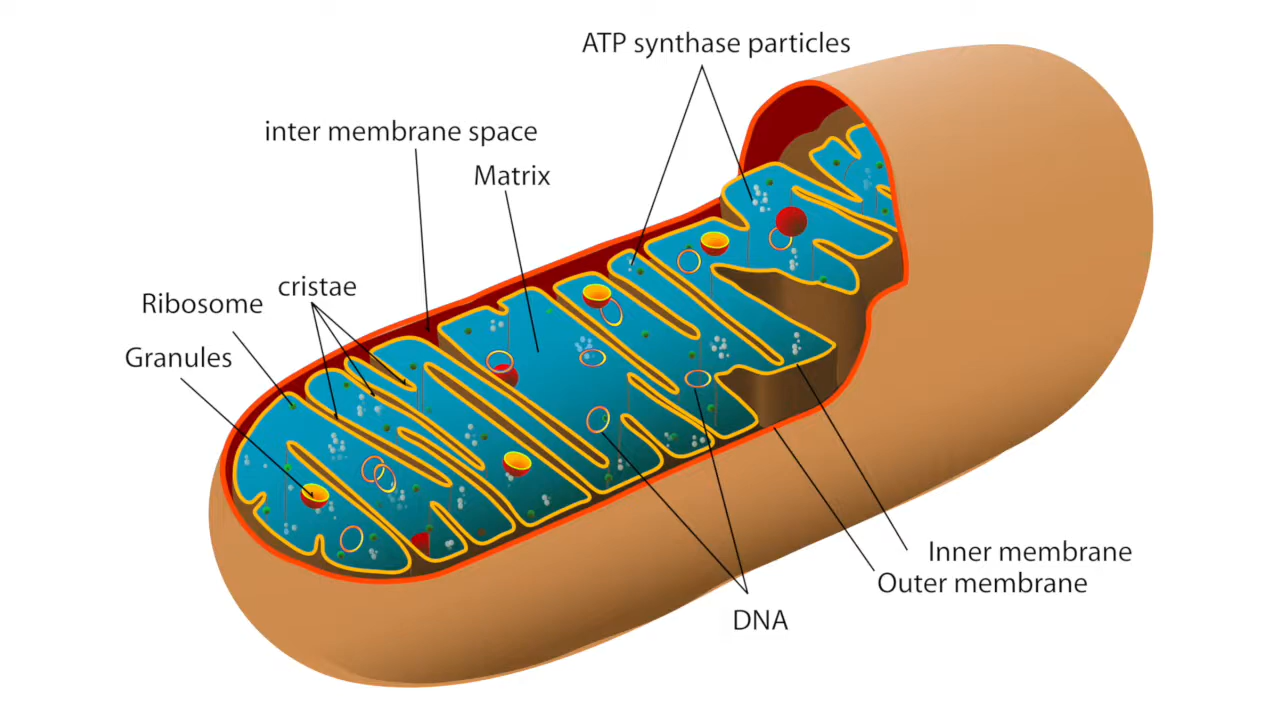 ATP synthase particles
inter membrane space
Matrix
cristae
Ribosome
Granules
Inner membrane
Outer membrane
DNA